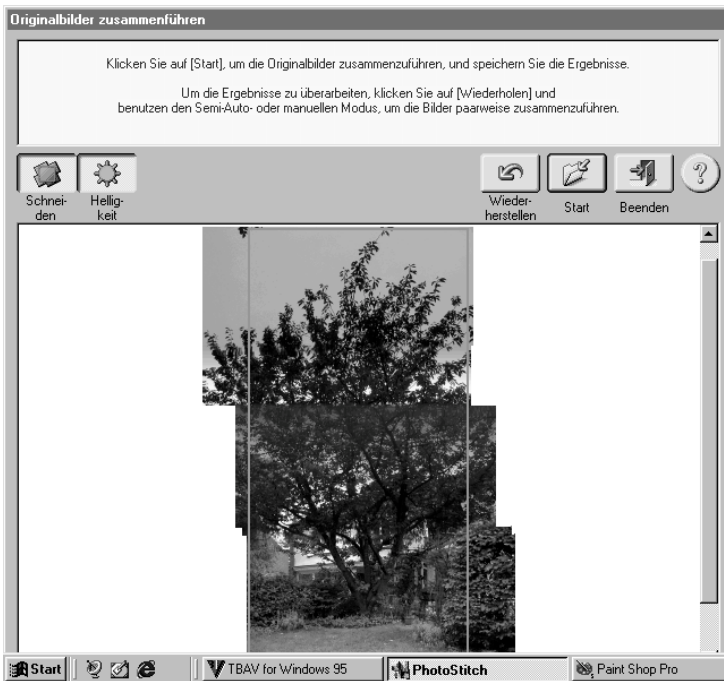 Originalbilder zusammenführen
Klicken Sie auf [Start], um die Originalbilder zusammenzuführen, und speichern Sie die Ergebnisse.
Um die Ergebnisse zu überarbeiten, klicken Sie auf [Wiederholen] und
benutzen den Semi-Auto- oder manuellen Modus, um die Bilder paarweise zusammenzuführen.
?
Schnei-
den
Hellig-
keit
Wieder-
herstellen
Start
Beenden
Start
TBAV for Windows 95
PhotoStitch
Paint Shop Pro